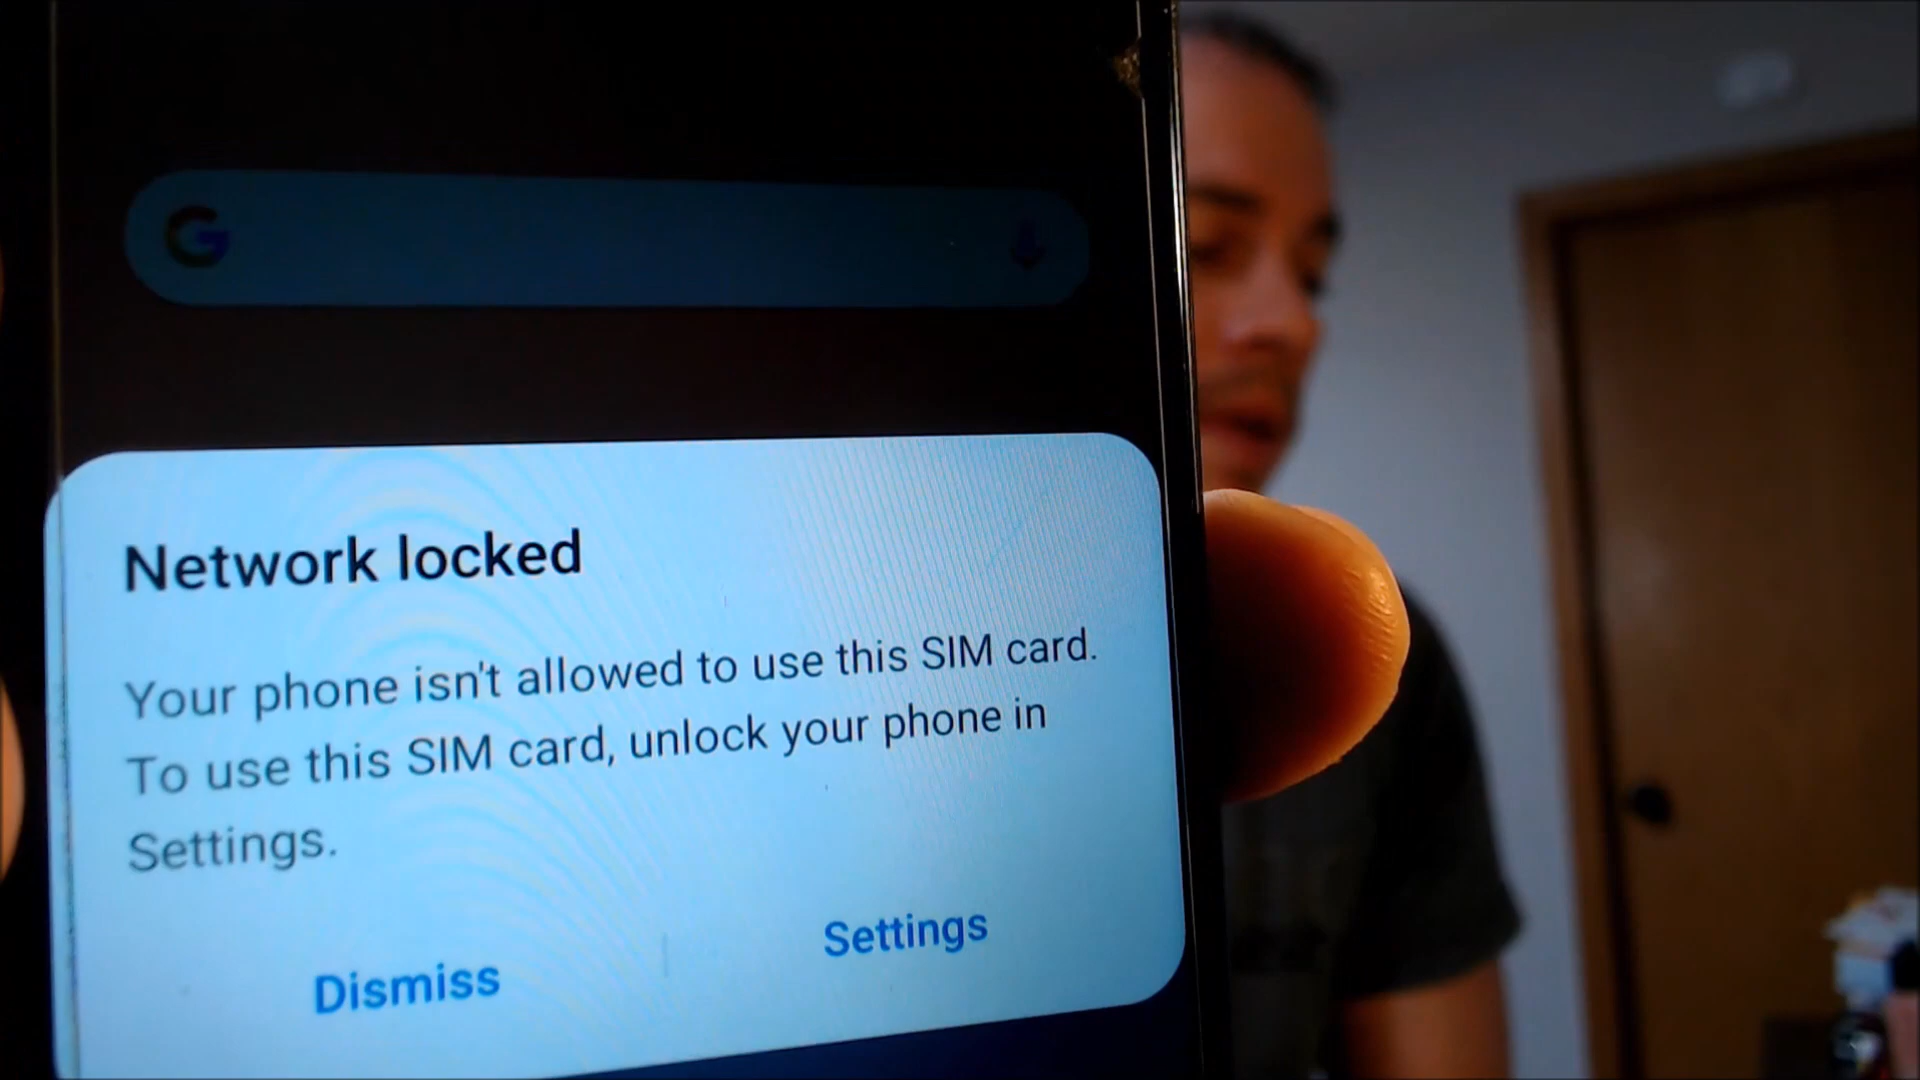 G
Network locked
Your phone isn't allowed to use this SIM card.
To use this SIM card, unlock your phone in
Settings.
Dismiss
Settings